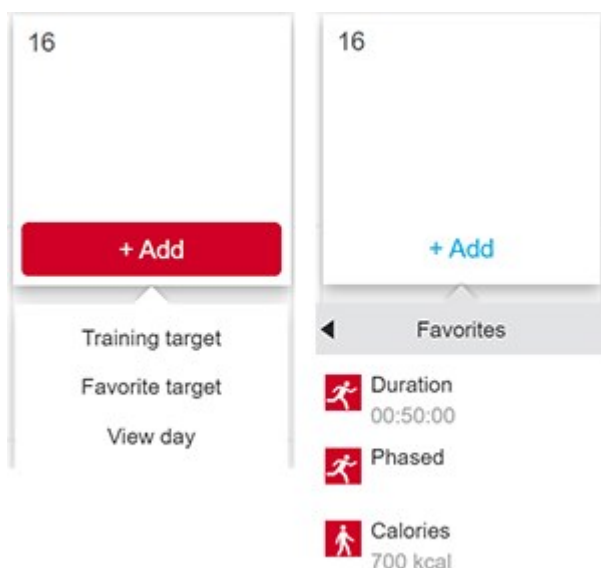 16
+ Add
Training target
Favorite target
View day
16
+ Add
Favorites
Duration
00:50:00
Phased
Calories
700 kcal